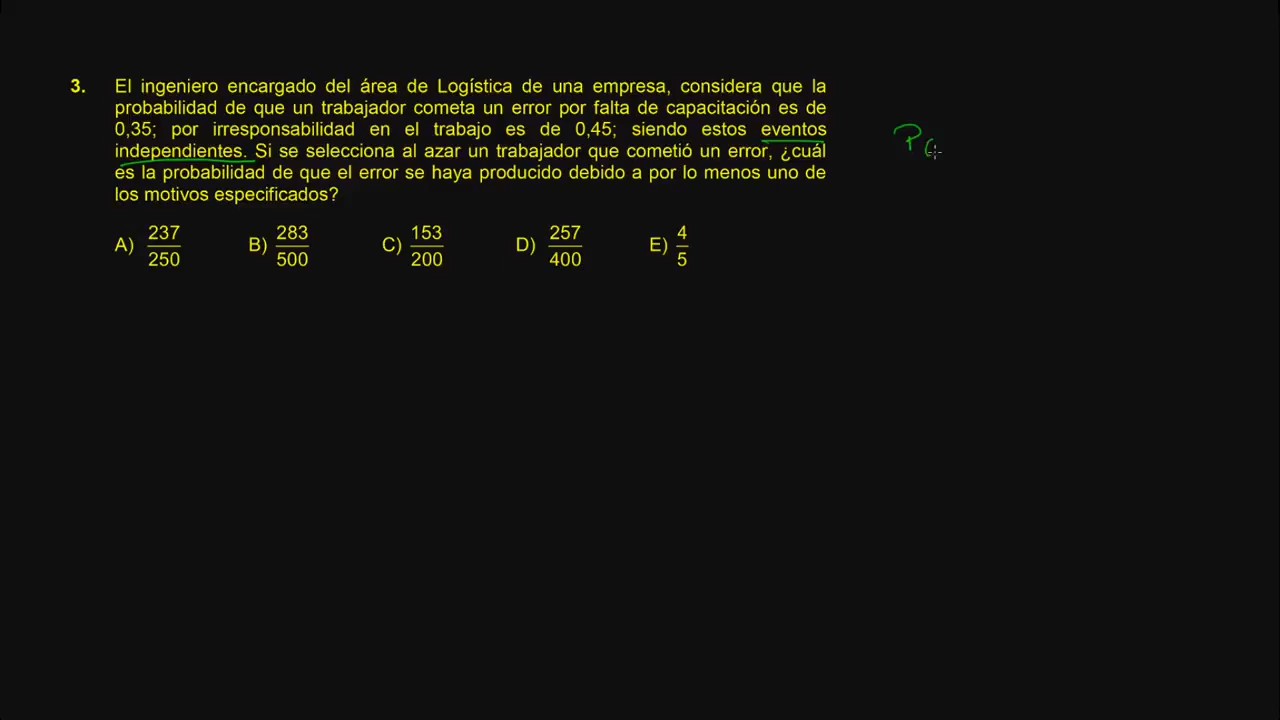 3. El ingeniero encargado del área de Logística de una empresa, considera que la
probabilidad de que un trabajador cometa un error por falta de capacitación es de
0,35; por irresponsabilidad en el trabajo es de 0,45; siendo estos eventos
independientes. Si se selecciona al azar un trabajador que cometió un error, ¿cuál
es la probabilidad de que el error se haya producido debido a por lo menos uno de
los motivos especificados?
A) 237/250 B) 283/500 C) 153/200 D) 257/400 E) 4/5
P(